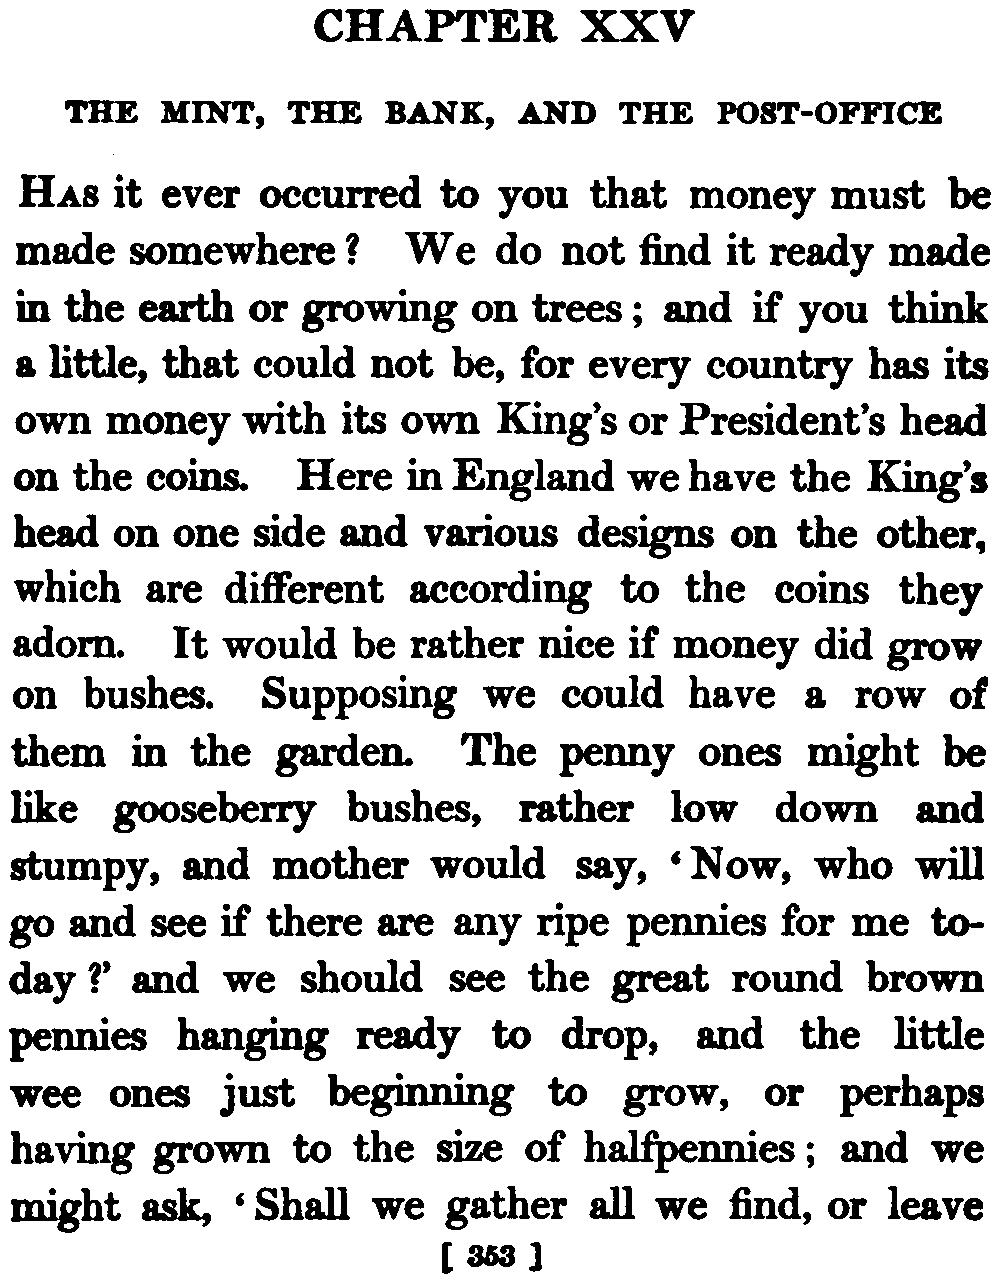 CHAPTER XXV
THE MINT, THE BANK, AND THE POST-OFFICE
HAS it ever occurred to you that money must be
made somewhere? We do not find it ready made
in the earth or growing on trees; and if you think
a little, that could not be, for every country has its
own money with its own King's or President's head
on the coins. Here in England we have the King's
head on one side and various designs on the other,
which are different according to the coins they
adorn. It would be rather nice if money did grow
on bushes. Supposing we could have a row of
them in the garden. The penny ones might be
like gooseberry bushes, rather low down and
stumpy, and mother would say, ‘Now, who will
go and see if there are any ripe pennies for me to-
day?’ and we should see the great round brown
pennies hanging ready to drop, and the little
wee ones just beginning to grow, or perhaps
having grown to the size of halfpennies; and we
might ask, ‘Shall we gather all we find, or leave
[ 353 ]